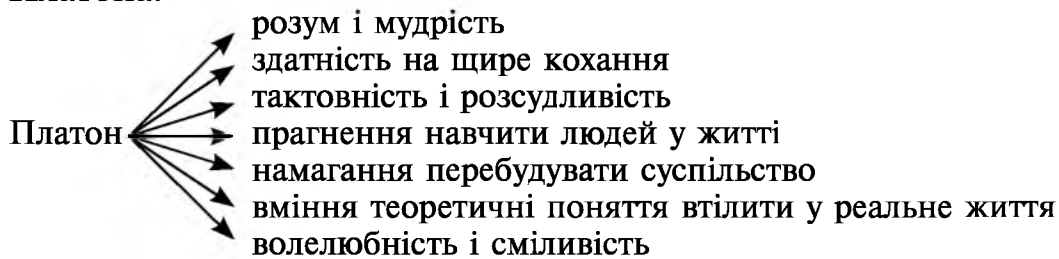 розум і мудрість
здатність на щире кохання
тактовність і розсудливість
Платон прагнення навчити людей у житті
намагання перебудувати суспільство
вміння теоретичні поняття втілити у реальне життя
волелюбність і сміливість